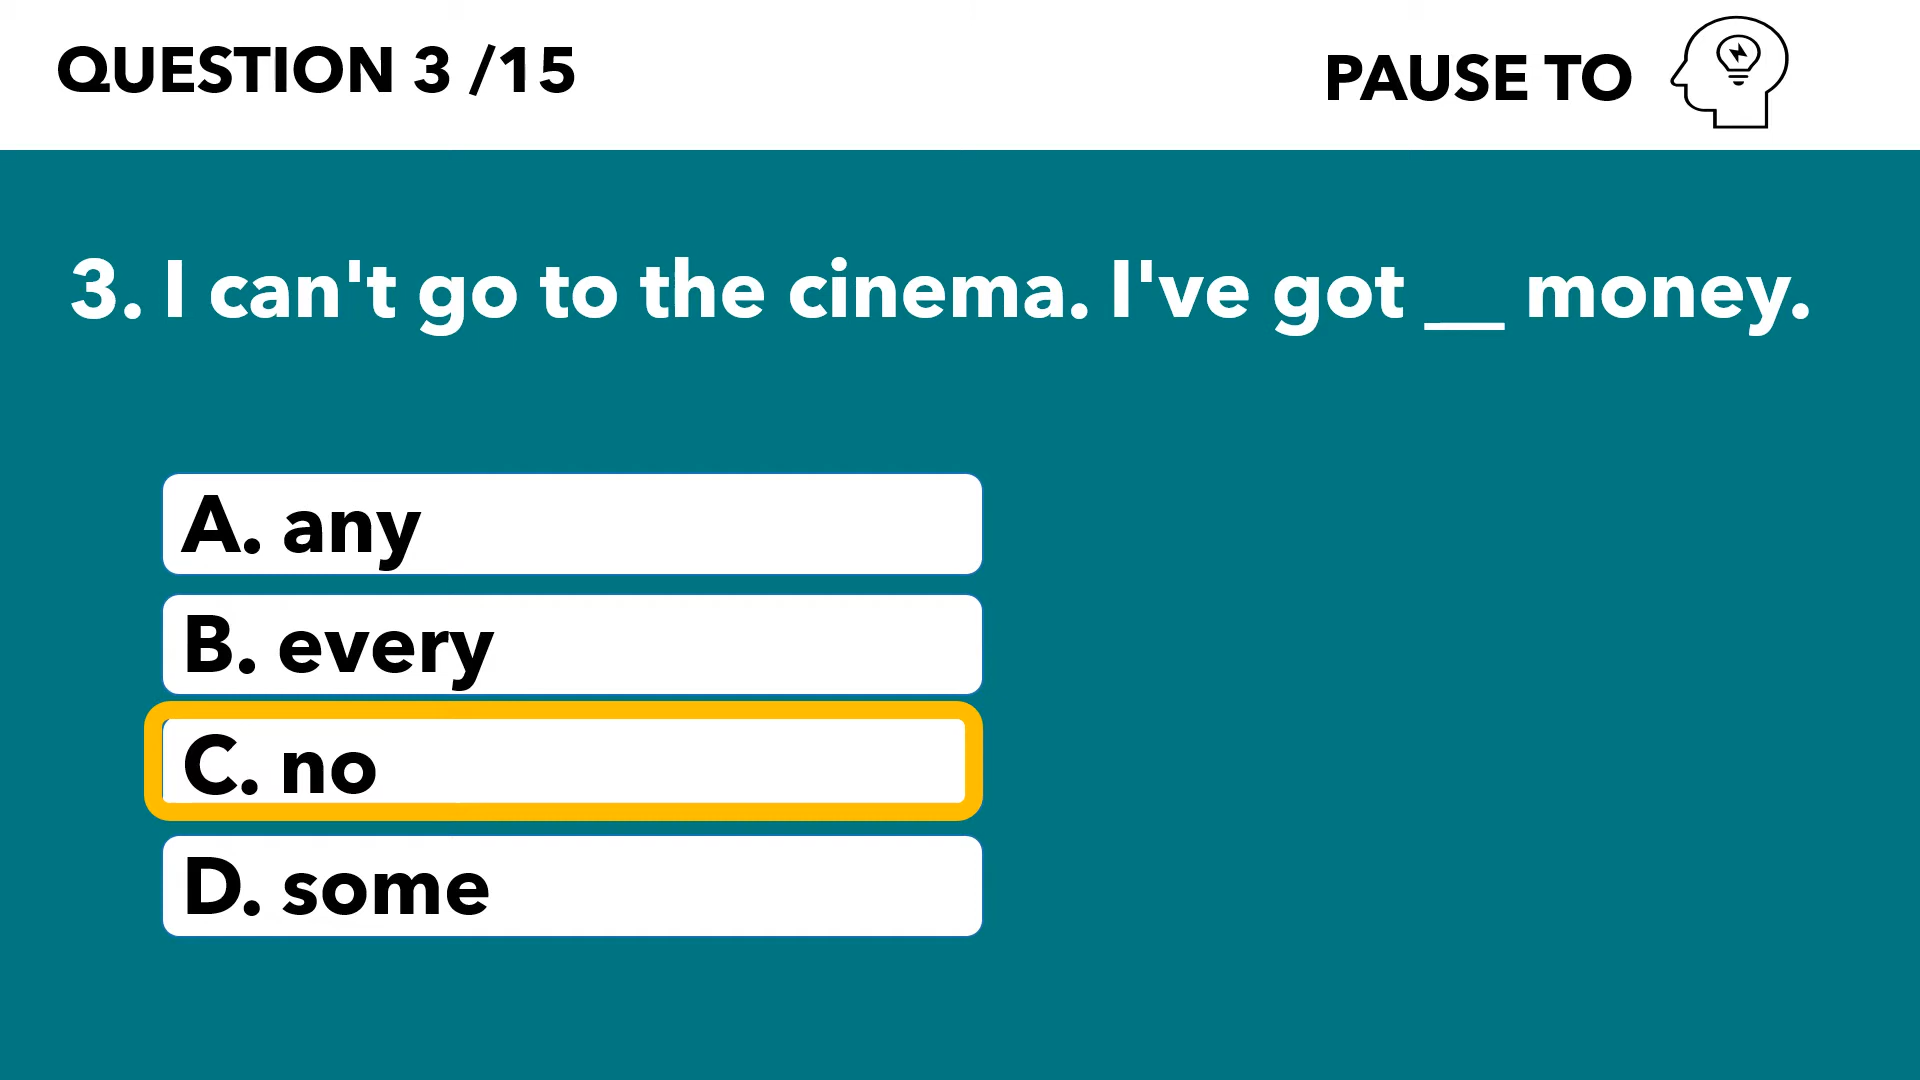 QUESTION 3 /15
PAUSE TO
3. I can't go to the cinema. I've got __ money.
A. any
B. every
C. no
D. some